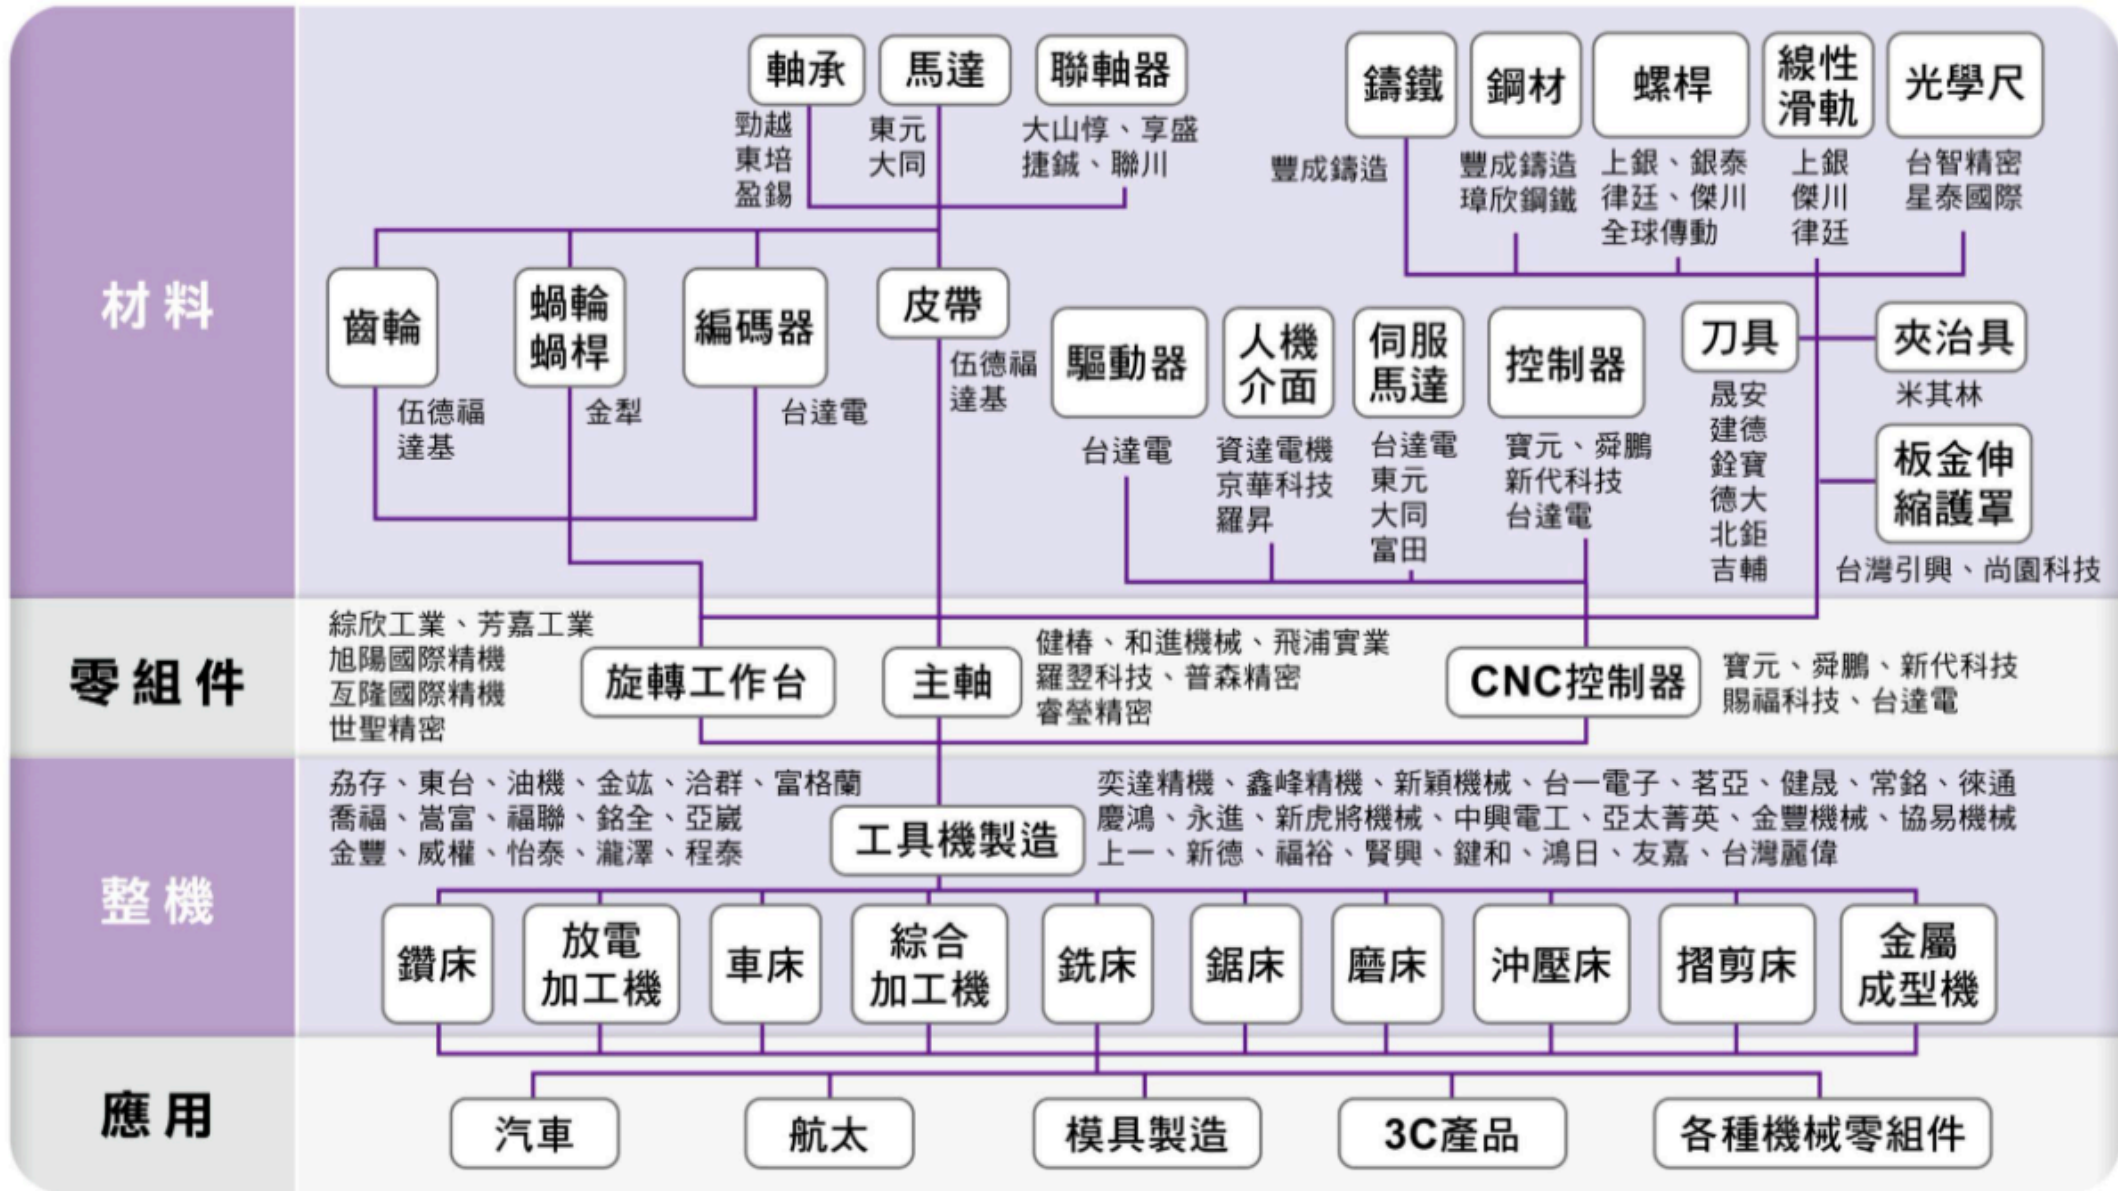 材料
軸承
勁越
東培
盈錫
馬達
東元
大同
聯軸器
大山惇、享盛
捷鋮、聯川
鑄鐵
豐成鑄造
鋼材
豐成鑄造
璋欣鋼鐵
螺桿
上銀、銀泰
律廷、傑川
全球傳動
線性
滑軌
上銀
傑川
律廷
光學尺
台智精密
星泰國際
齒輪
伍德福
達基
蝸輪
蝸桿
金犁
編碼器
台達電
皮帶
伍德福
達基
驅動器
台達電
人機
介面
資達電機
京華科技
羅昇
伺服
馬達
台達電
東元
大同
富田
控制器
寶元、舜鵬
新代科技
台達電
刀具
晟安
建德
銓寶
德大
北鉅
吉輔
夾治具
米其林
板金伸
縮護罩
台灣引興、尚園科技
零組件
綜欣工業、芳嘉工業
旭陽國際精機
亙隆國際精機
世聖精密
旋轉工作台
主軸
健椿、和進機械、飛浦實業
羅翌科技、普森精密
睿瑩精密
CNC控制器
寶元、舜鵬、新代科技
賜福科技、台達電
整機
劦存、東台、油機、金竑、洽群、富格蘭
喬福、嵩富、福聯、銘全、亞崴
金豐、威權、怡泰、瀧澤、程泰
工具機製造
奕達精機、鑫峰精機、新穎機械、台一電子、茗亞、健晟、常銘、徠通
慶鴻、永進、新虎將機械、中興電工、亞太菁英、金豐機械、協易機械
上一、新德、福裕、賢興、鍵和、鴻日、友嘉、台灣麗偉
鑽床
放電
加工機
車床
綜合
加工機
銑床
鋸床
磨床
沖壓床
摺剪床
金屬
成型機
應用
汽車
航太
模具製造
3C產品
各種機械零組件